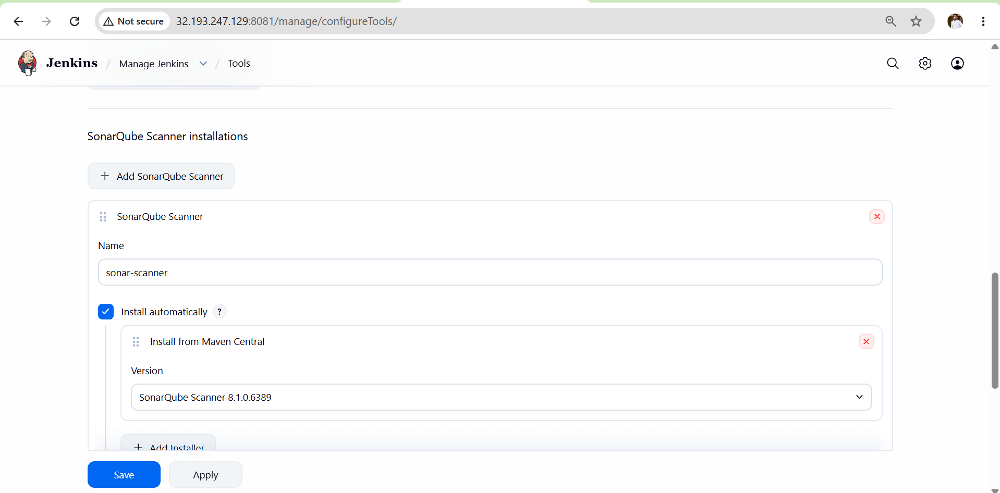 Not secure 32.193.247.129:8081/manage/configureTools/
Jenkins / Manage Jenkins / Tools
SonarQube Scanner installations
+ Add SonarQube Scanner
SonarQube Scanner
Name
sonar-scanner
Install automatically ?
Install from Maven Central
Version
SonarQube Scanner 8.1.0.6389
+ Add Installer
Save Apply